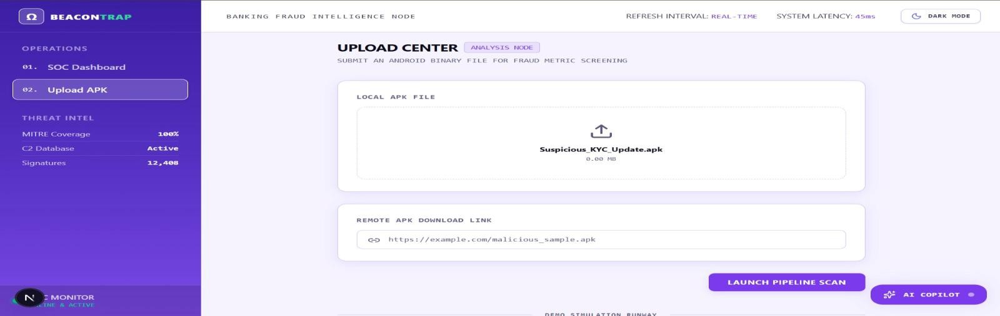 Ω BEACONTRAP
OPERATIONS
01. SOC Dashboard
02. Upload APK
THREAT INTEL
MITRE Coverage 100%
C2 Database Active
Signatures 12,408
N C MONITOR
LINE & ACTIVE
BANKING FRAUD INTELLIGENCE NODE
REFRESH INTERVAL: REAL-TIME
SYSTEM LATENCY: 45ms
DARK MODE
UPLOAD CENTER ANALYSIS NODE
SUBMIT AN ANDROID BINARY FILE FOR FRAUD METRIC SCREENING
LOCAL APK FILE
Suspicious_KYC_Update.apk
0.00 MB
REMOTE APK DOWNLOAD LINK
https://example.com/malicious_sample.apk
LAUNCH PIPELINE SCAN
AI COPILOT
DEMO SIMULATION RUNWAY